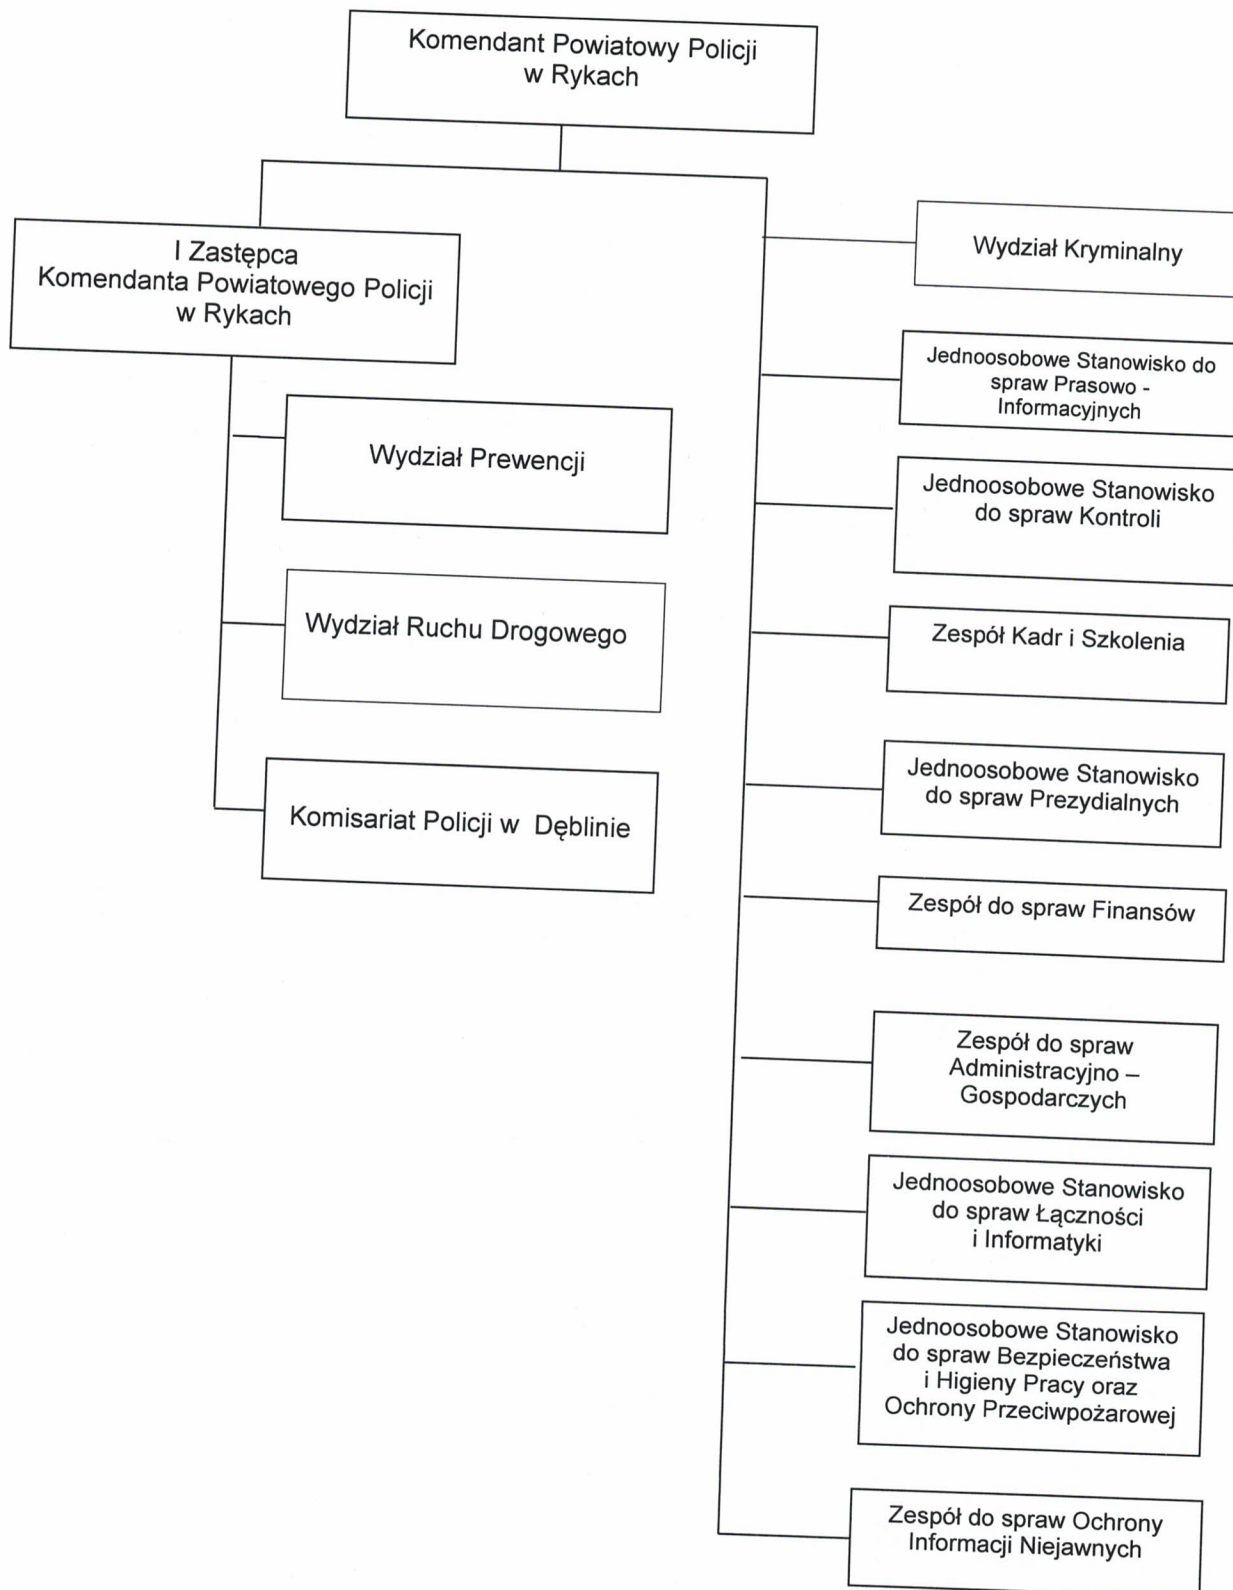 Komendant Powiatowy Policji
w Rykach
I Zastępca
Komendanta Powiatowego Policji
w Rykach
Wydział Prewencji
Wydział Ruchu Drogowego
Komisariat Policji w  Dęblinie
Wydział Kryminalny
Jednoosobowe Stanowisko do
spraw Prasowo -
Informacyjnych
Jednoosobowe Stanowisko
do spraw Kontroli
Zespół Kadr i Szkolenia
Jednoosobowe Stanowisko
do spraw Prezydialnych
Zespół do spraw Finansów
Zespół do spraw
Administracyjno –
Gospodarczych
Jednoosobowe Stanowisko
do spraw Łączności
i Informatyki
Jednoosobowe Stanowisko
do spraw Bezpieczeństwa
i Higieny Pracy oraz
Ochrony Przeciwpożarowej
Zespół do spraw Ochrony
Informacji Niejawnych